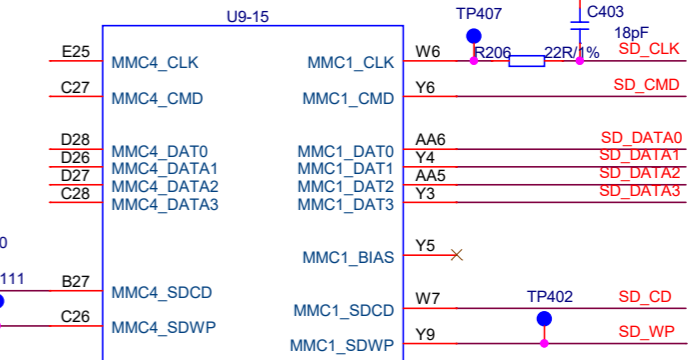 U9-15
TP407
C403
18pF
E25 MMC4_CLK MMC1_CLK W6 R206 22R/1% SD_CLK
C27 MMC4_CMD MMC1_CMD Y6 SD_CMD
D28 MMC4_DAT0 MMC1_DAT0 AA6 SD_DATA0
D26 MMC4_DATA1 MMC1_DAT1 Y4 SD_DATA1
D27 MMC4_DATA2 MMC1_DAT2 AA5 SD_DATA2
C28 MMC4_DATA3 MMC1_DAT3 Y3 SD_DATA3
0
MMC1_BIAS Y5
111 B27 MMC4_SDCD MMC1_SDCD W7 TP402 SD_CD
C26 MMC4_SDWP MMC1_SDWP Y9 SD_WP